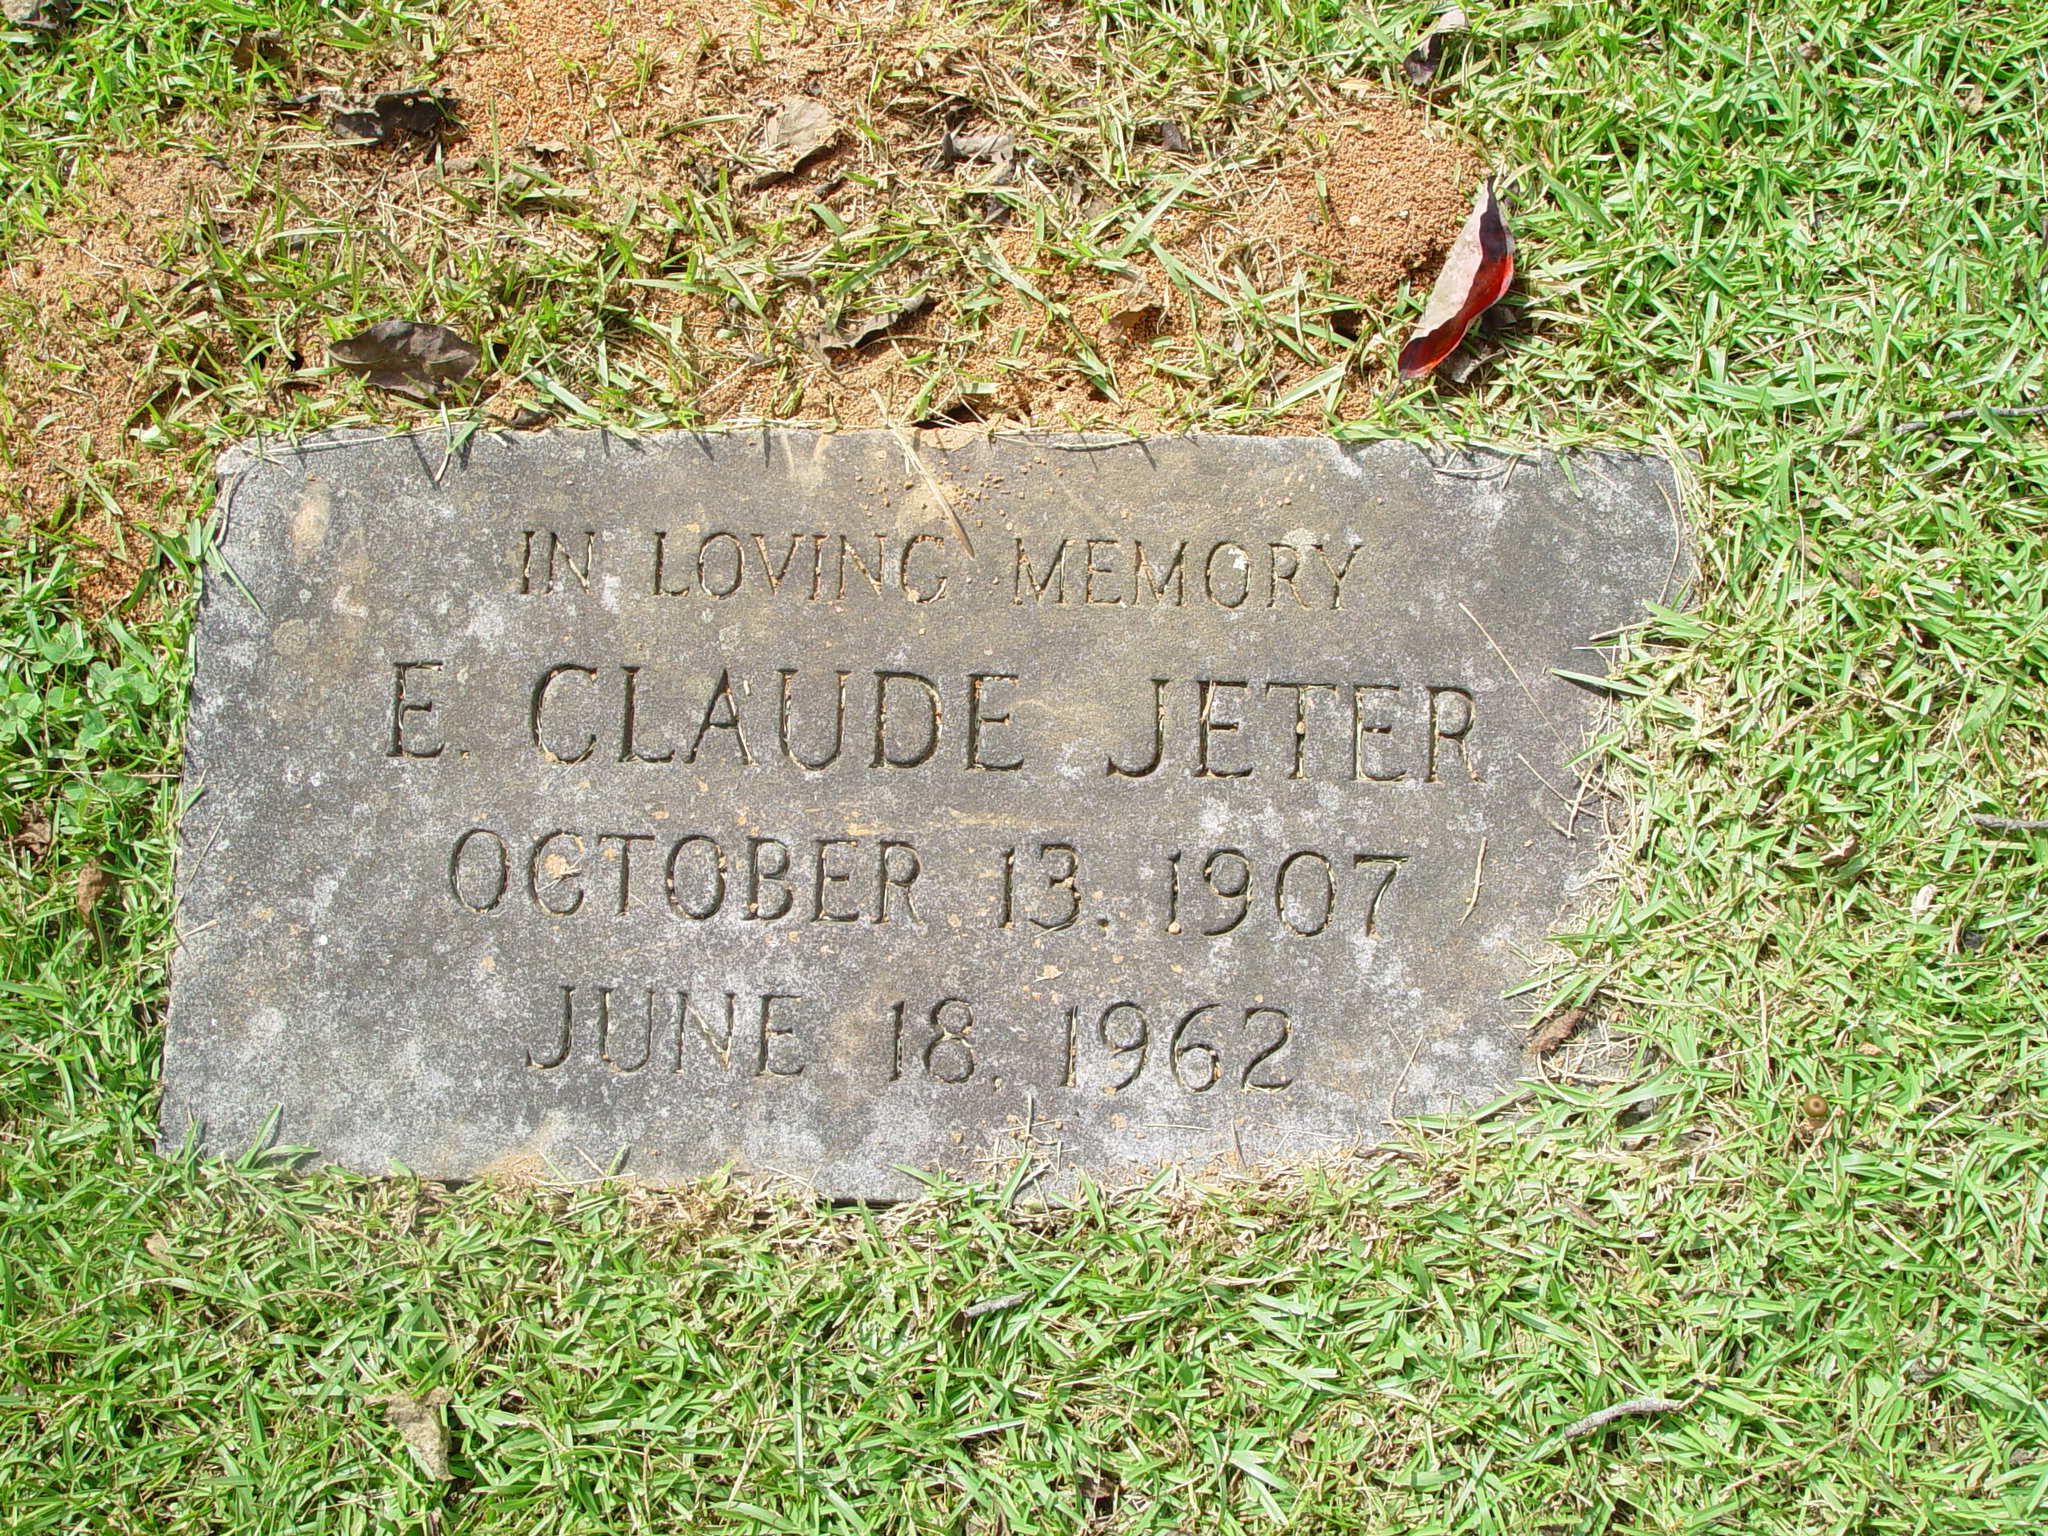 IN LOVING MEMORY
E. CLAUDE JETER
OCTOBER 13, 1907
JUNE 18, 1962